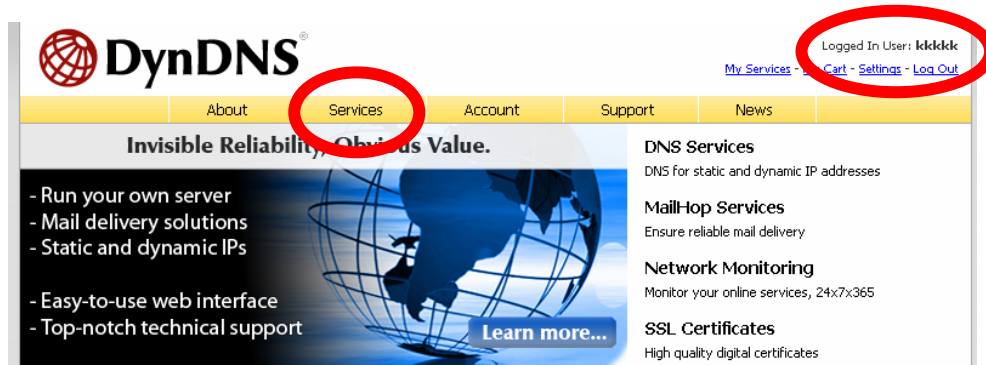 DynDNS®
Logged In User: kkkkk
My Services - Cart - Settings - Log Out
About Services Account Support News
Invisible Reliability, Obvious Value.
- Run your own server
- Mail delivery solutions
- Static and dynamic IPs
- Easy-to-use web interface
- Top-notch technical support
Learn more...
DNS Services
DNS for static and dynamic IP addresses
MailHop Services
Ensure reliable mail delivery
Network Monitoring
Monitor your online services, 24x7x365
SSL Certificates
High quality digital certificates